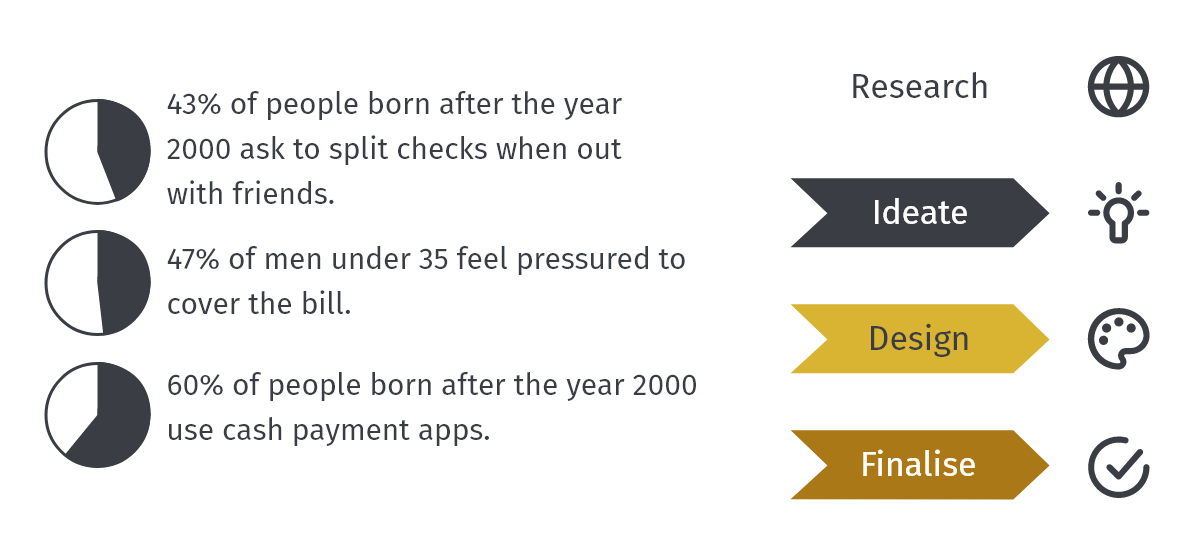 43% of people born after the year
2000 ask to split checks when out
with friends.
47% of men under 35 feel pressured to
cover the bill.
60% of people born after the year 2000
use cash payment apps.
Research
Ideate
Design
Finalise